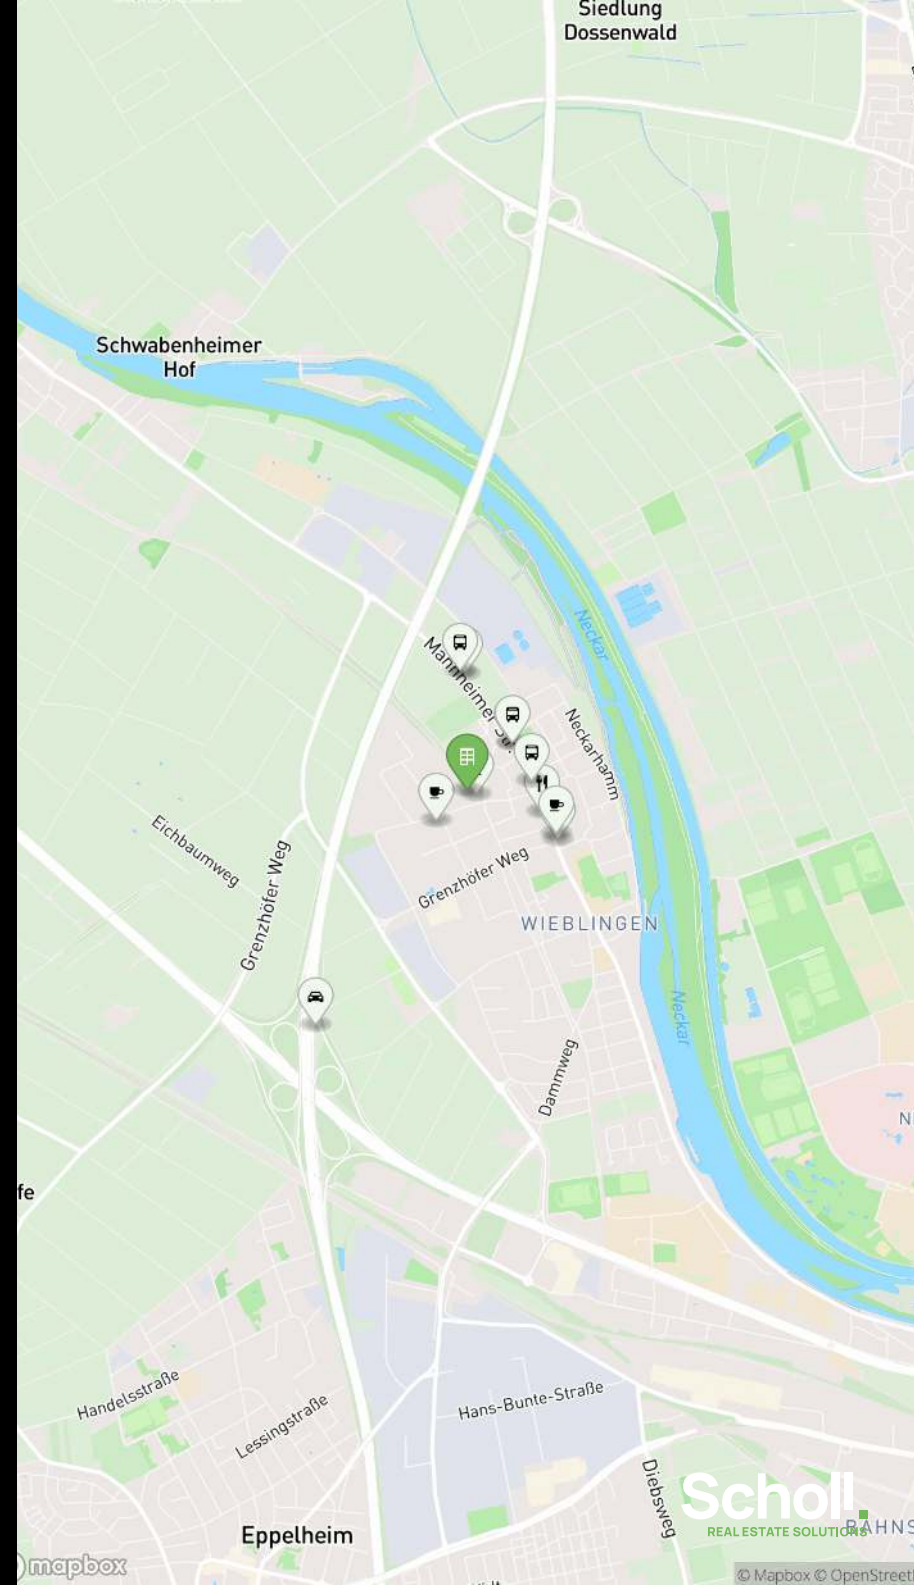 Siedlung
Dossenwald
Schwabenheimer
Hof
Neckar
Mannheimer
Neckarhamm
Eichbaumweg
Grenzhöfer Weg
Grenzhöfer Weg
WIEBLINGEN
Neckar
Dammweg
fe
Handelsstraße
Lessingstraße
Hans-Bunte-Straße
Diebsweg
Scholl.
REAL ESTATE SOLUTIONS
BAHNS
Eppelheim
mapbox
© Mapbox © OpenStreet